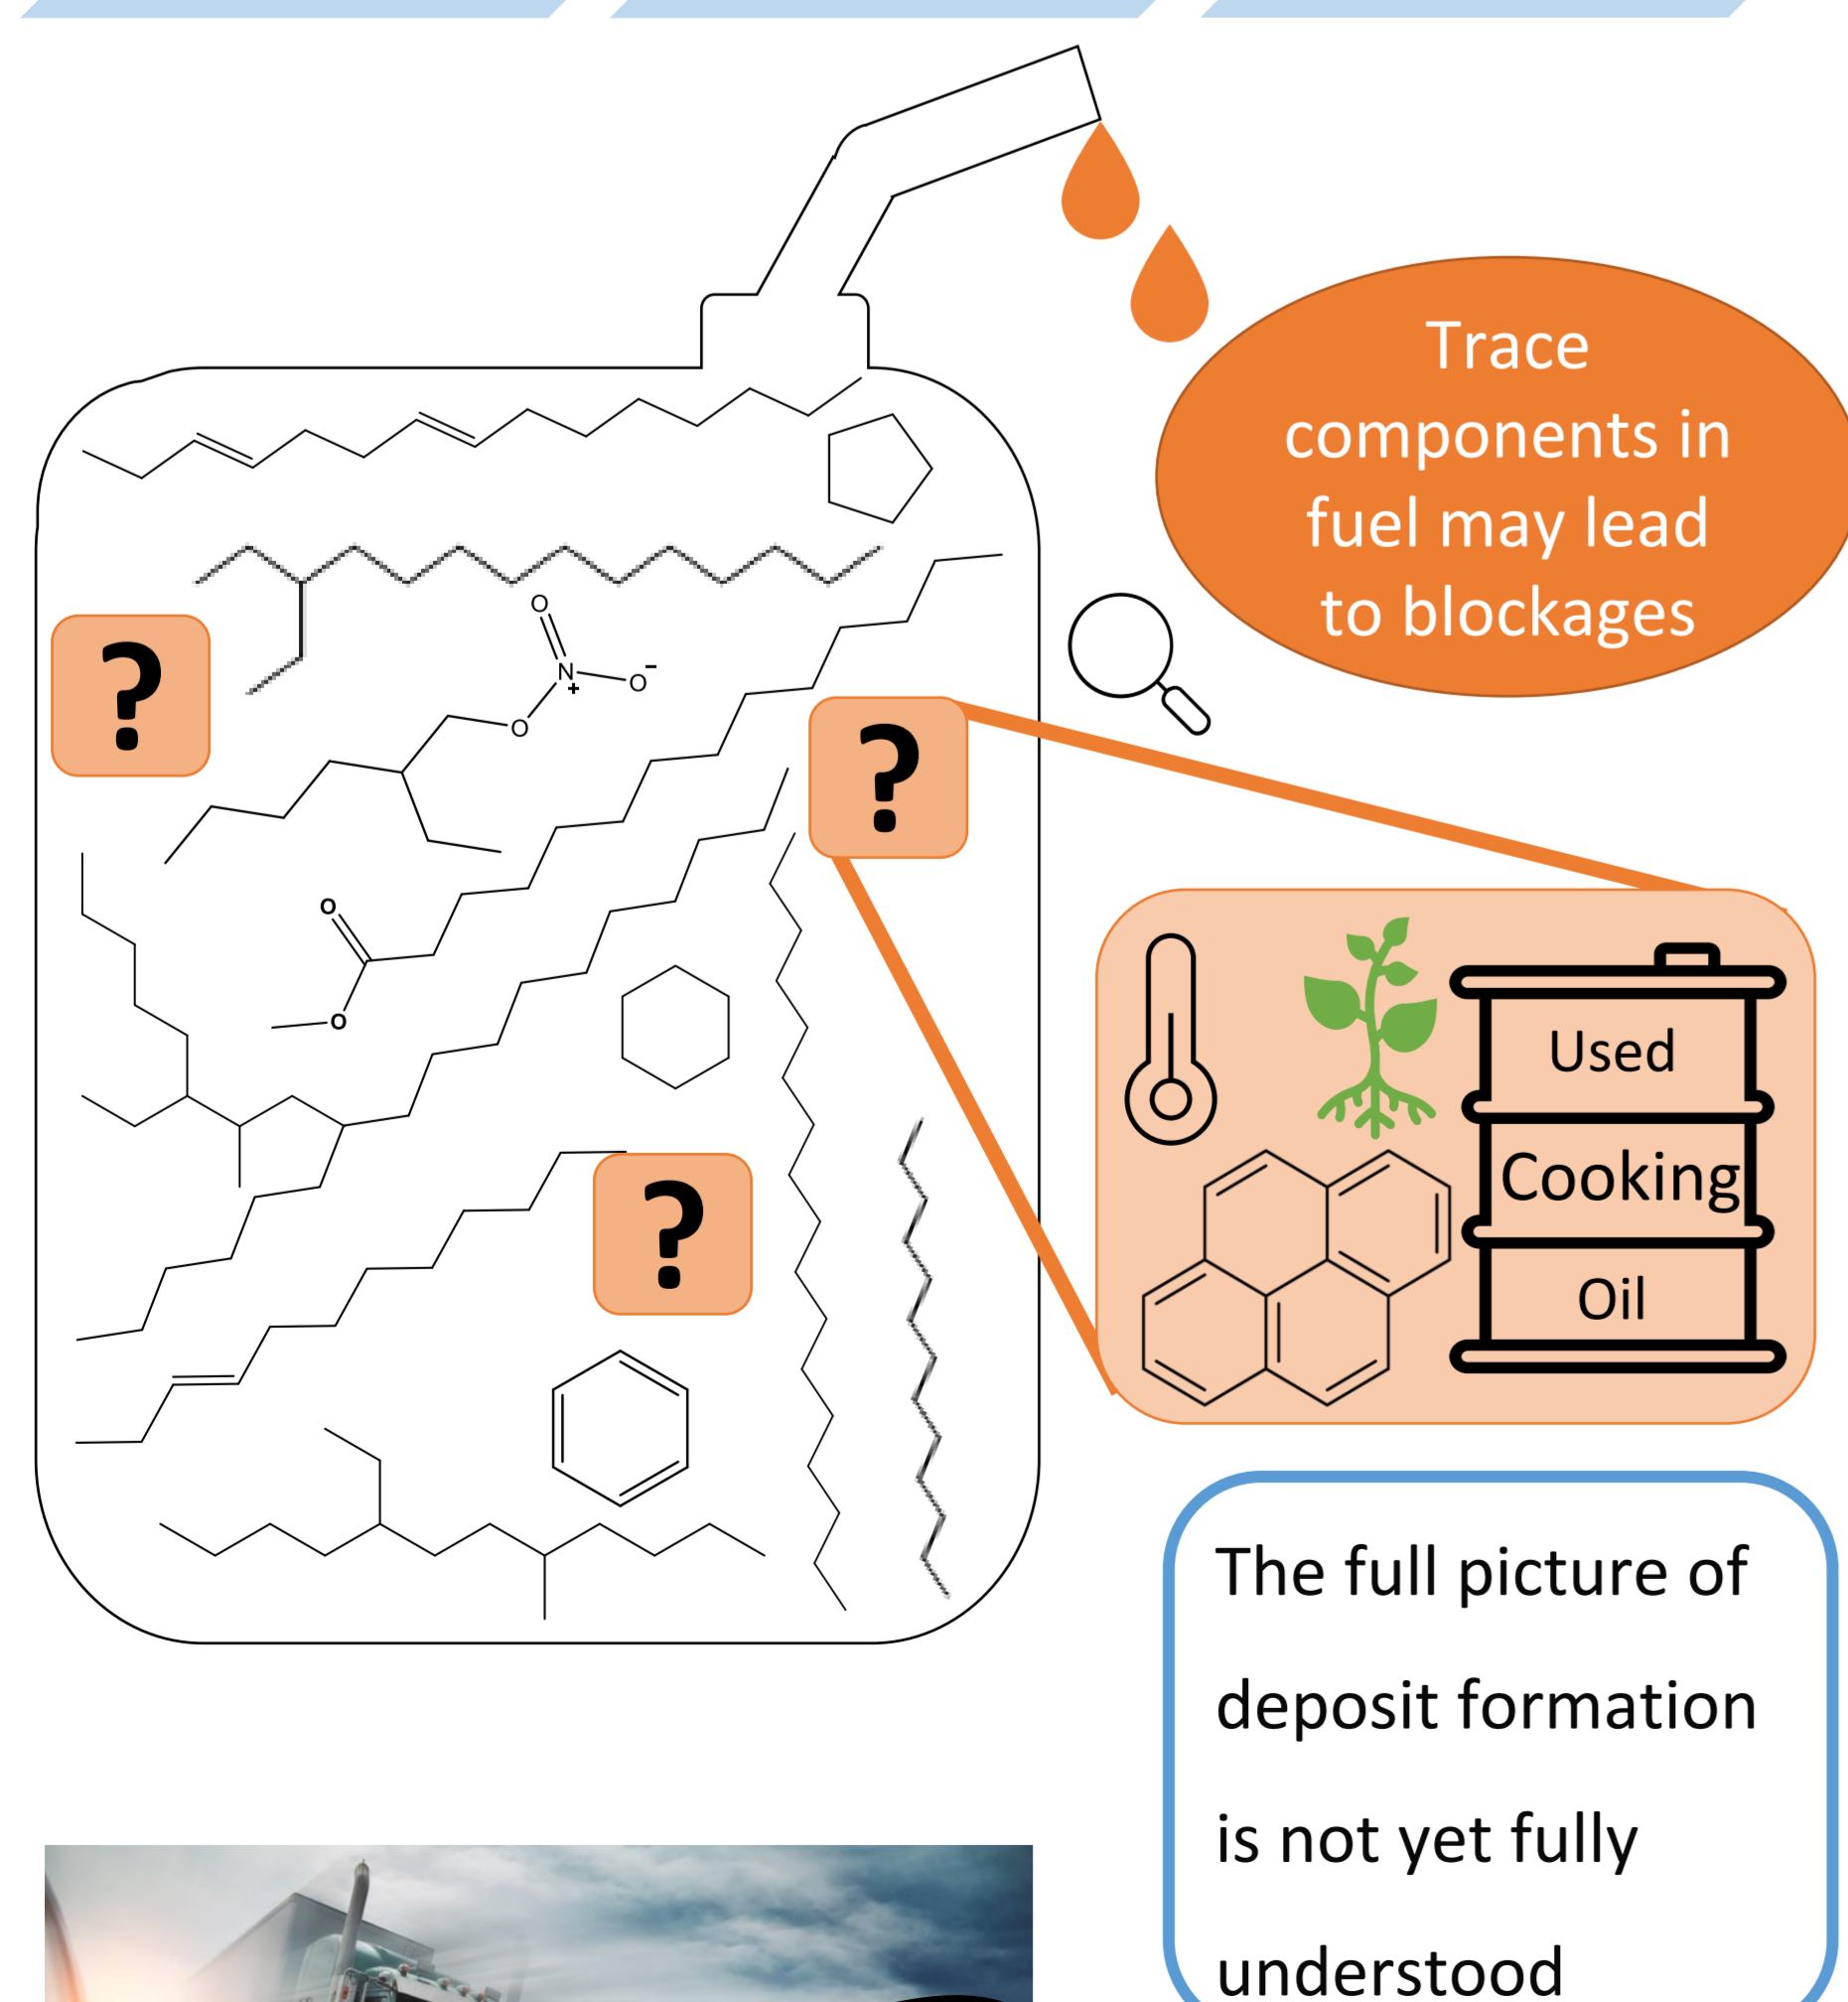 Trace
components in
fuel may lead
to blockages
?
O
N
+
O
-
O
?
O
O
Used
Cooking
Oil
?
The full picture of
deposit formation
is not yet fully
understood